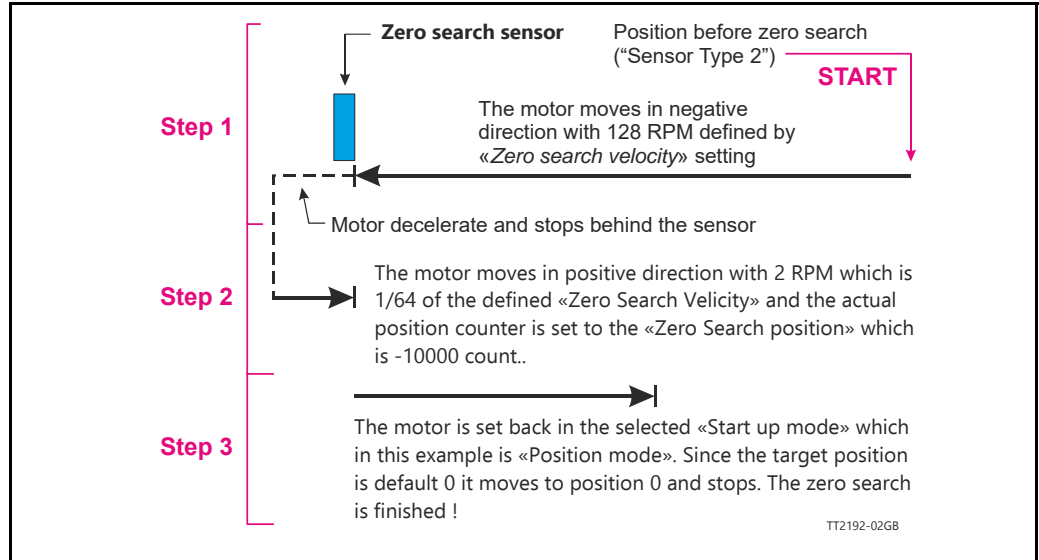 Zero search sensor
Position before zero search
(“Sensor Type 2”)
START
Step 1
The motor moves in negative
direction with 128 RPM defined by
«Zero search velocity» setting
Motor decelerate and stops behind the sensor
Step 2
The motor moves in positive direction with 2 RPM which is
1/64 of the defined «Zero Search Velicity» and the actual
position counter is set to the «Zero Search position» which
is -10000 count..
Step 3
The motor is set back in the selected «Start up mode» which
in this example is «Position mode». Since the target position
is default 0 it moves to position 0 and stops. The zero search
is finished !
TT2192-02GB